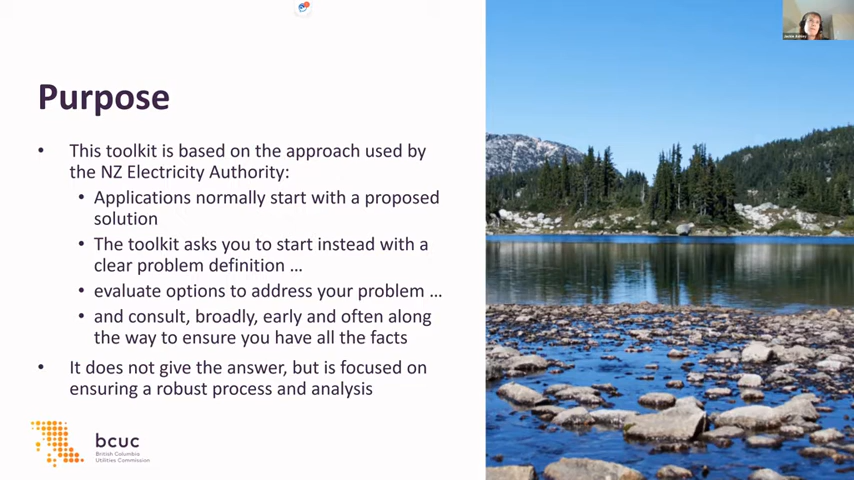 Purpose
• This toolkit is based on the approach used by
the NZ Electricity Authority:
• Applications normally start with a proposed
solution
• The toolkit asks you to start instead with a
clear problem definition …
• evaluate options to address your problem …
• and consult, broadly, early and often along
the way to ensure you have all the facts
• It does not give the answer, but is focused on
ensuring a robust process and analysis
bcuc
British Columbia
Utilities Commission